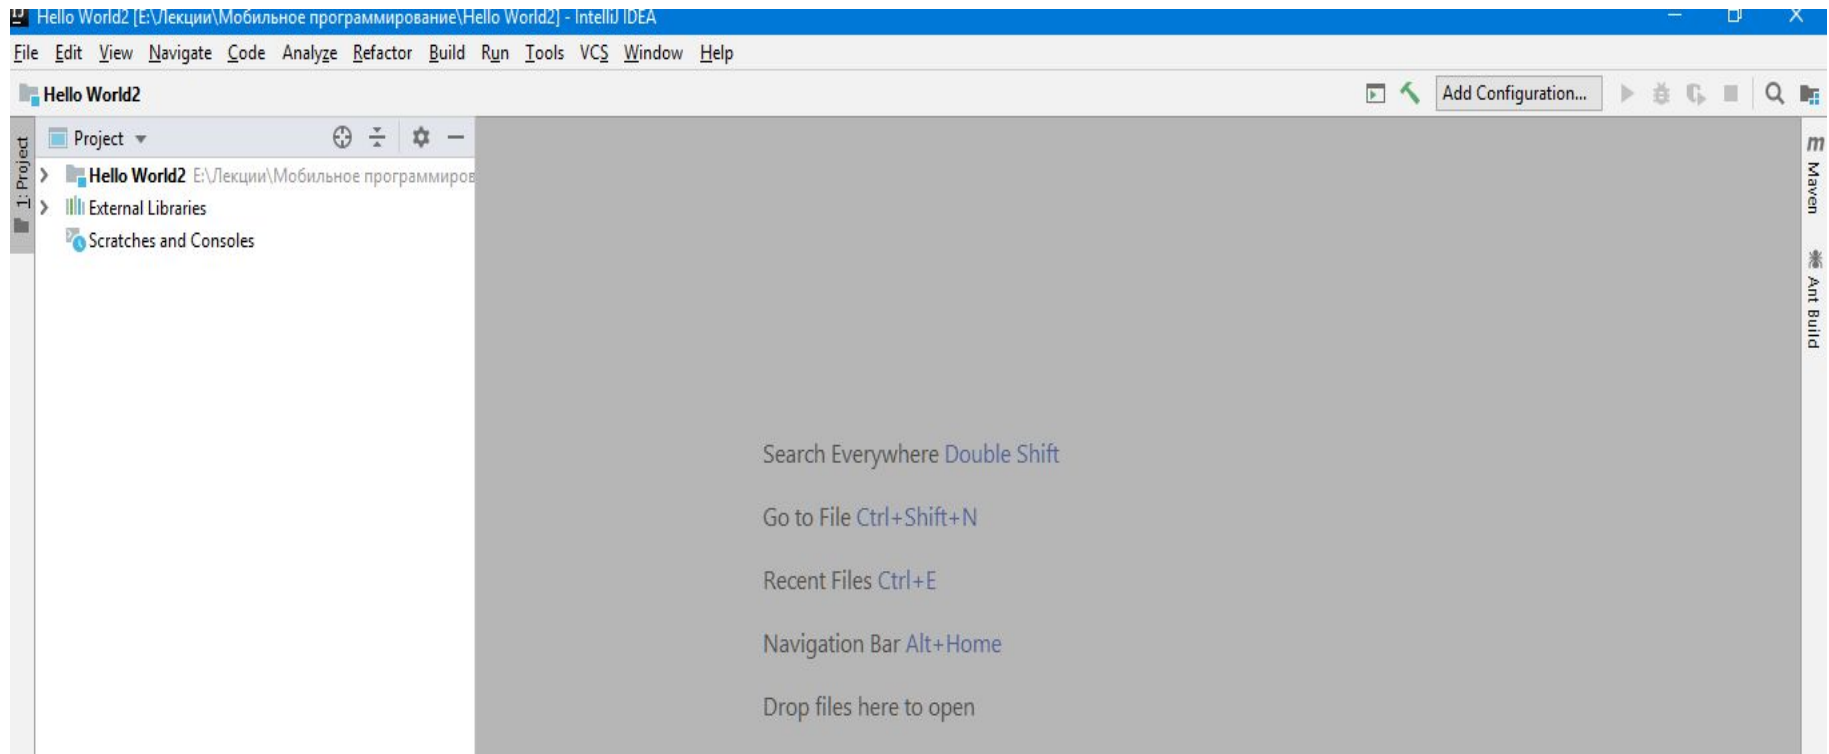 Hello World2 [E:\Лекции\Мобильное программирование\Hello World2] - IntelliJ IDEA
File Edit View Navigate Code Analyze Refactor Build Run Tools VCS Window Help
Hello World2
Add Configuration...
1: Project
Project
Hello World2 E:\Лекции\Мобильное программиров
External Libraries
Scratches and Consoles
Search Everywhere Double Shift
Go to File Ctrl+Shift+N
Recent Files Ctrl+E
Navigation Bar Alt+Home
Drop files here to open
m Maven
Ant Build